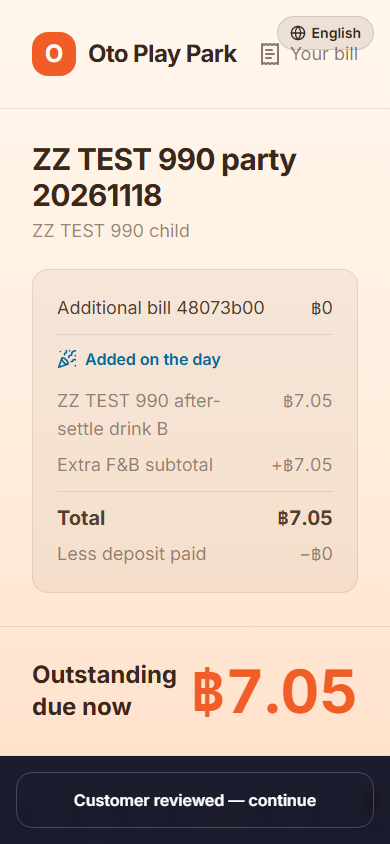 English
O
Oto Play Park
Your bill
ZZ TEST 990 party
20261118
ZZ TEST 990 child
Additional bill 48073b00 ฿0
Added on the day
ZZ TEST 990 after-
settle drink B ฿7.05
Extra F&B subtotal +฿7.05
Total ฿7.05
Less deposit paid −฿0
Outstanding
due now
฿7.05
Customer reviewed — continue